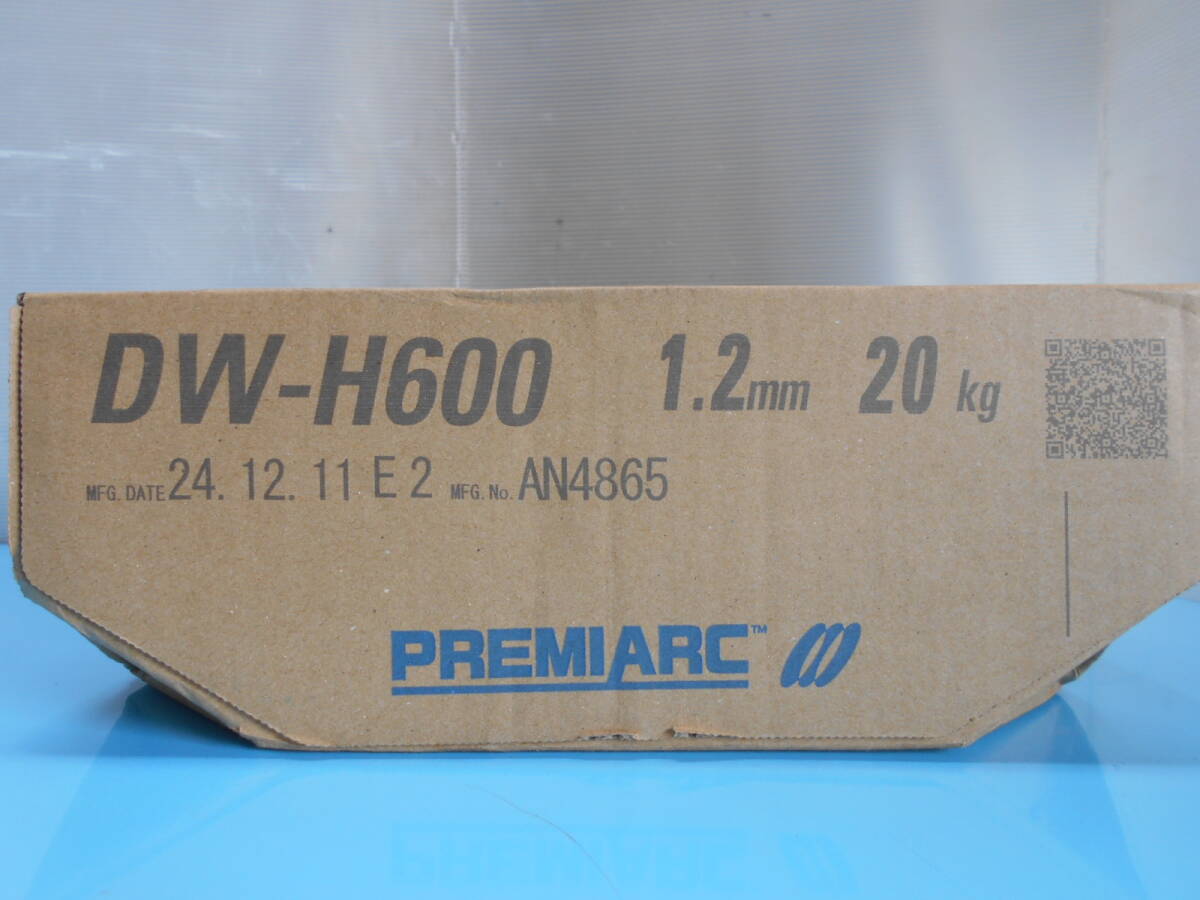 DW-H600 1.2mm 20 kg
MFG. DATE 24. 12. 11 E 2 MFG. No. AN4865
PREMIARC™